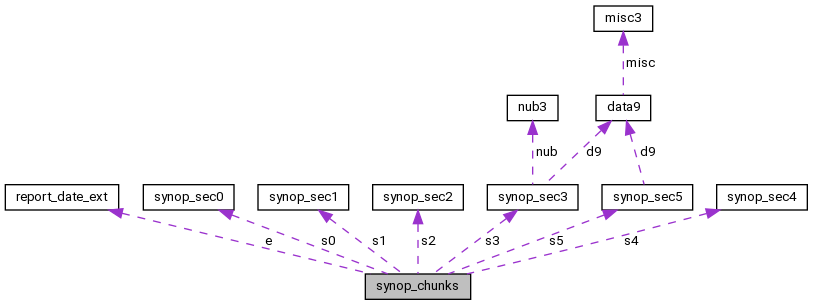 misc3
misc
nub3
data9
nub
d9
d9
report_date_ext
synop_sec0
synop_sec1
synop_sec2
synop_sec3
synop_sec5
synop_sec4
e
s0
s1
s2
s3
s5
s4
synop_chunks